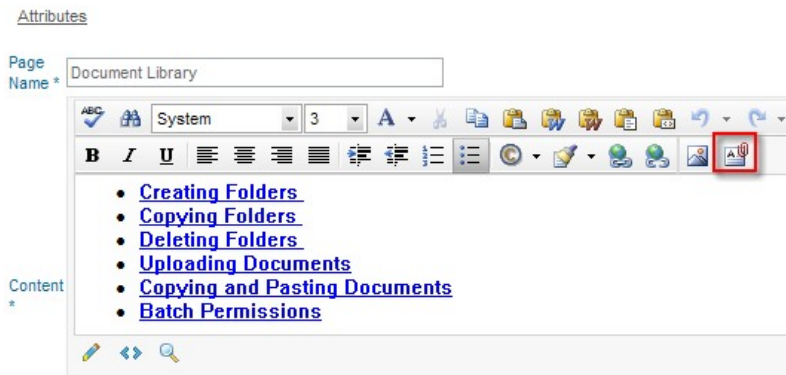 Attributes
Page
Name *
Document Library
ABC
System
3
A
B I U
Creating Folders
Copying Folders
Deleting Folders
Uploading Documents
Content
*
Copying and Pasting Documents
Batch Permissions